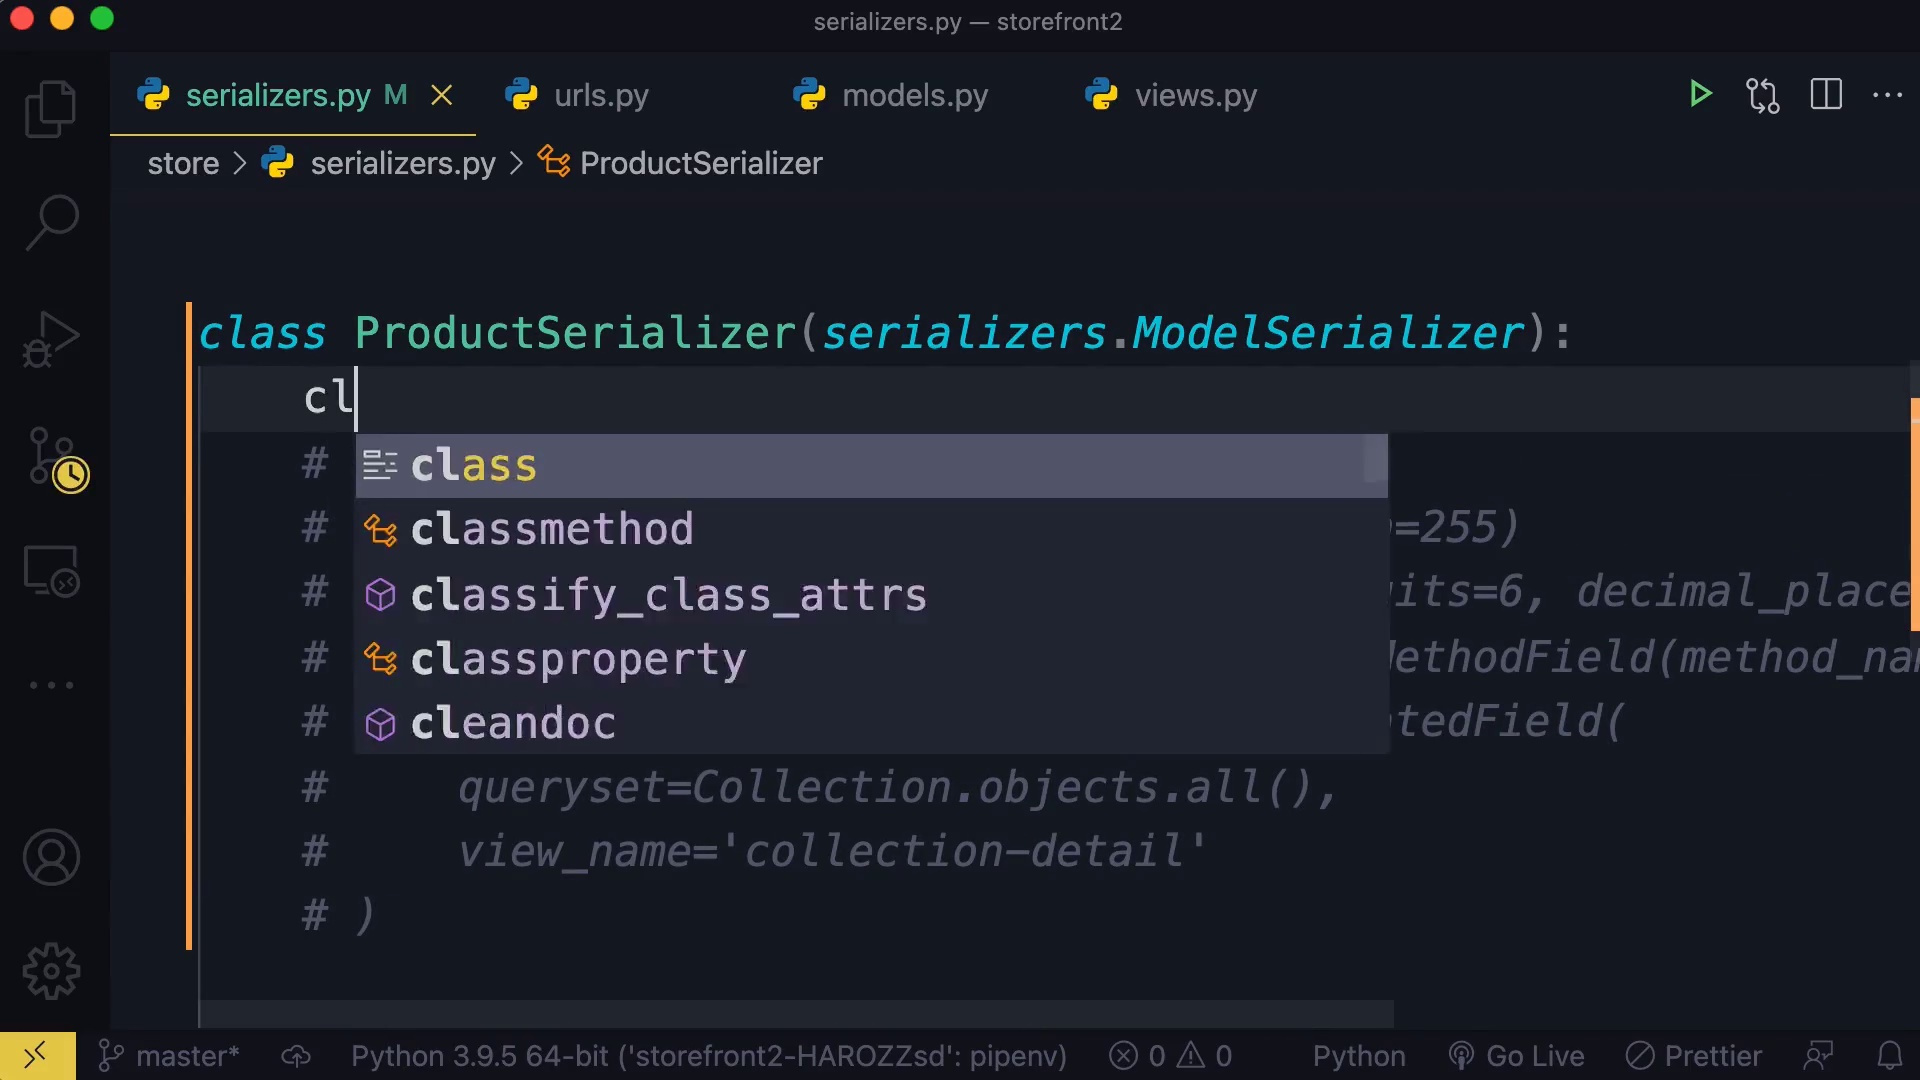 serializers.py — storefront2
serializers.py M urls.py models.py views.py
store > serializers.py > ProductSerializer
class ProductSerializer(serializers.ModelSerializer):
cl
# class
# classmethod =255)
# classify_class_attrs its=6, decimal_place
# classproperty MethodField(method_na
# cleandoc tedField(
# queryset=Collection.objects.all(),
# view_name='collection-detail'
# )
master* Python 3.9.5 64-bit ('storefront2-HAROZZsd': pipenv) 0 0 Python Go Live Prettier